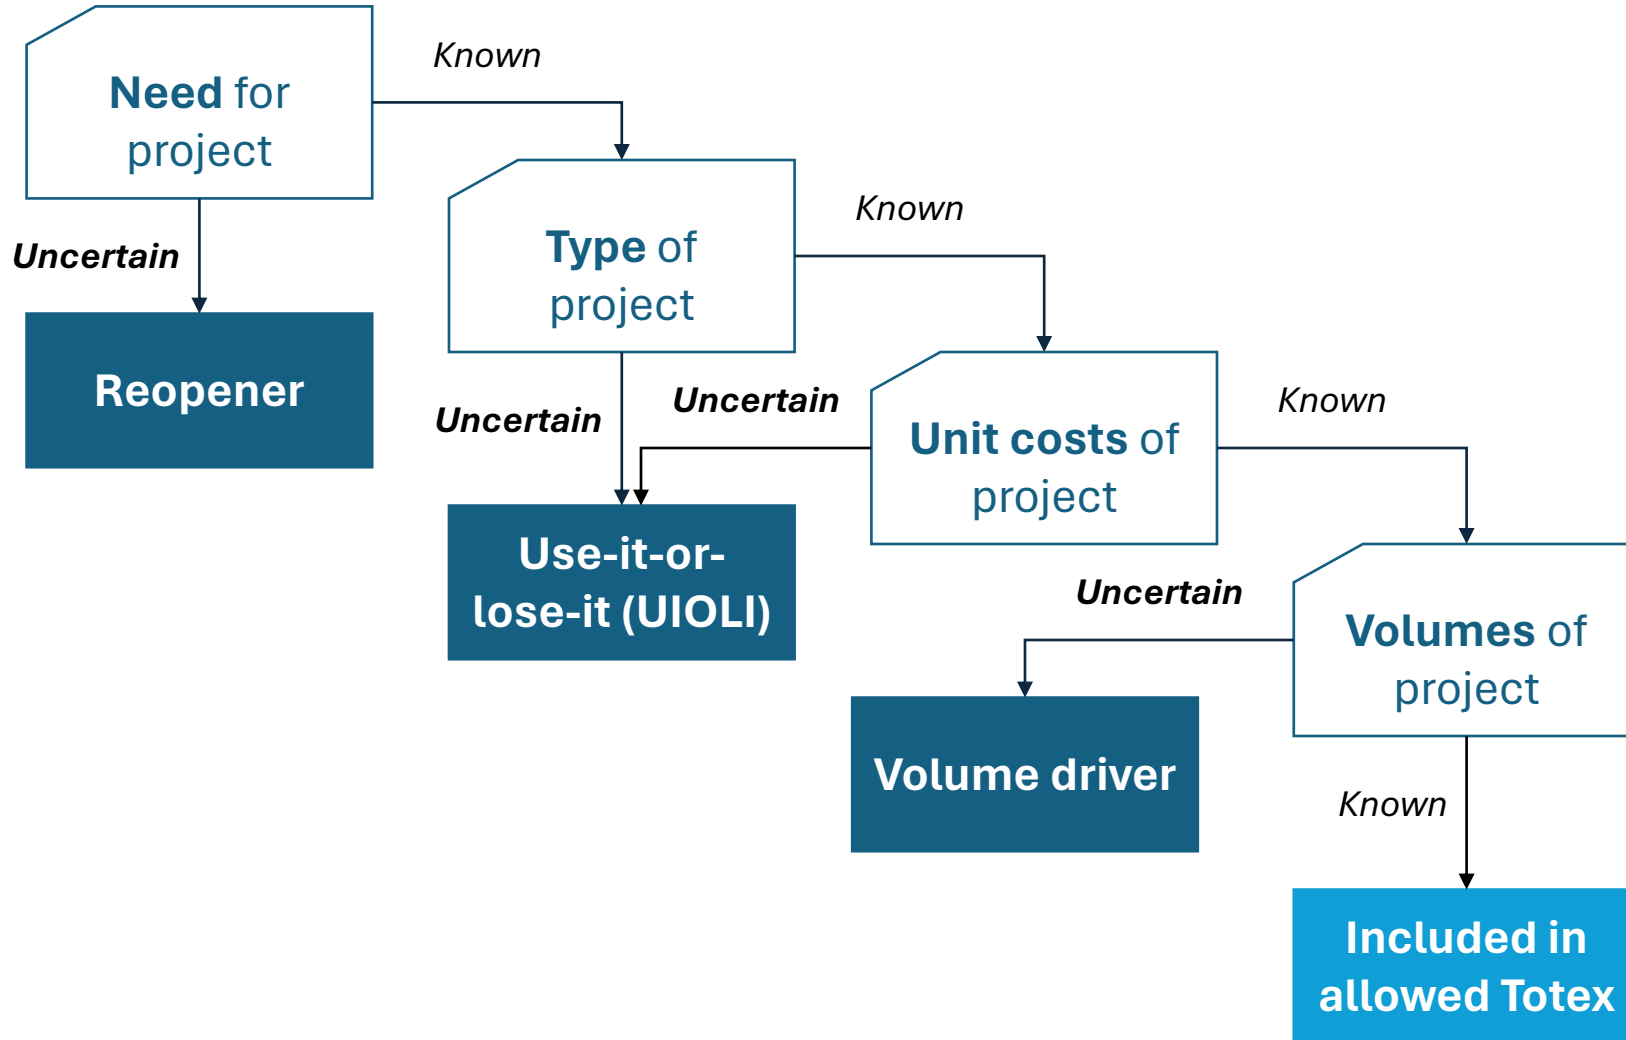 Known
Need for
project
Known
Uncertain
Type of
project
Reopener
Uncertain
Uncertain
Known
Unit costs of
project
Use-it-or-
lose-it (UIOLI)
Uncertain
Volumes of
project
Volume driver
Known
Included in
allowed Totex